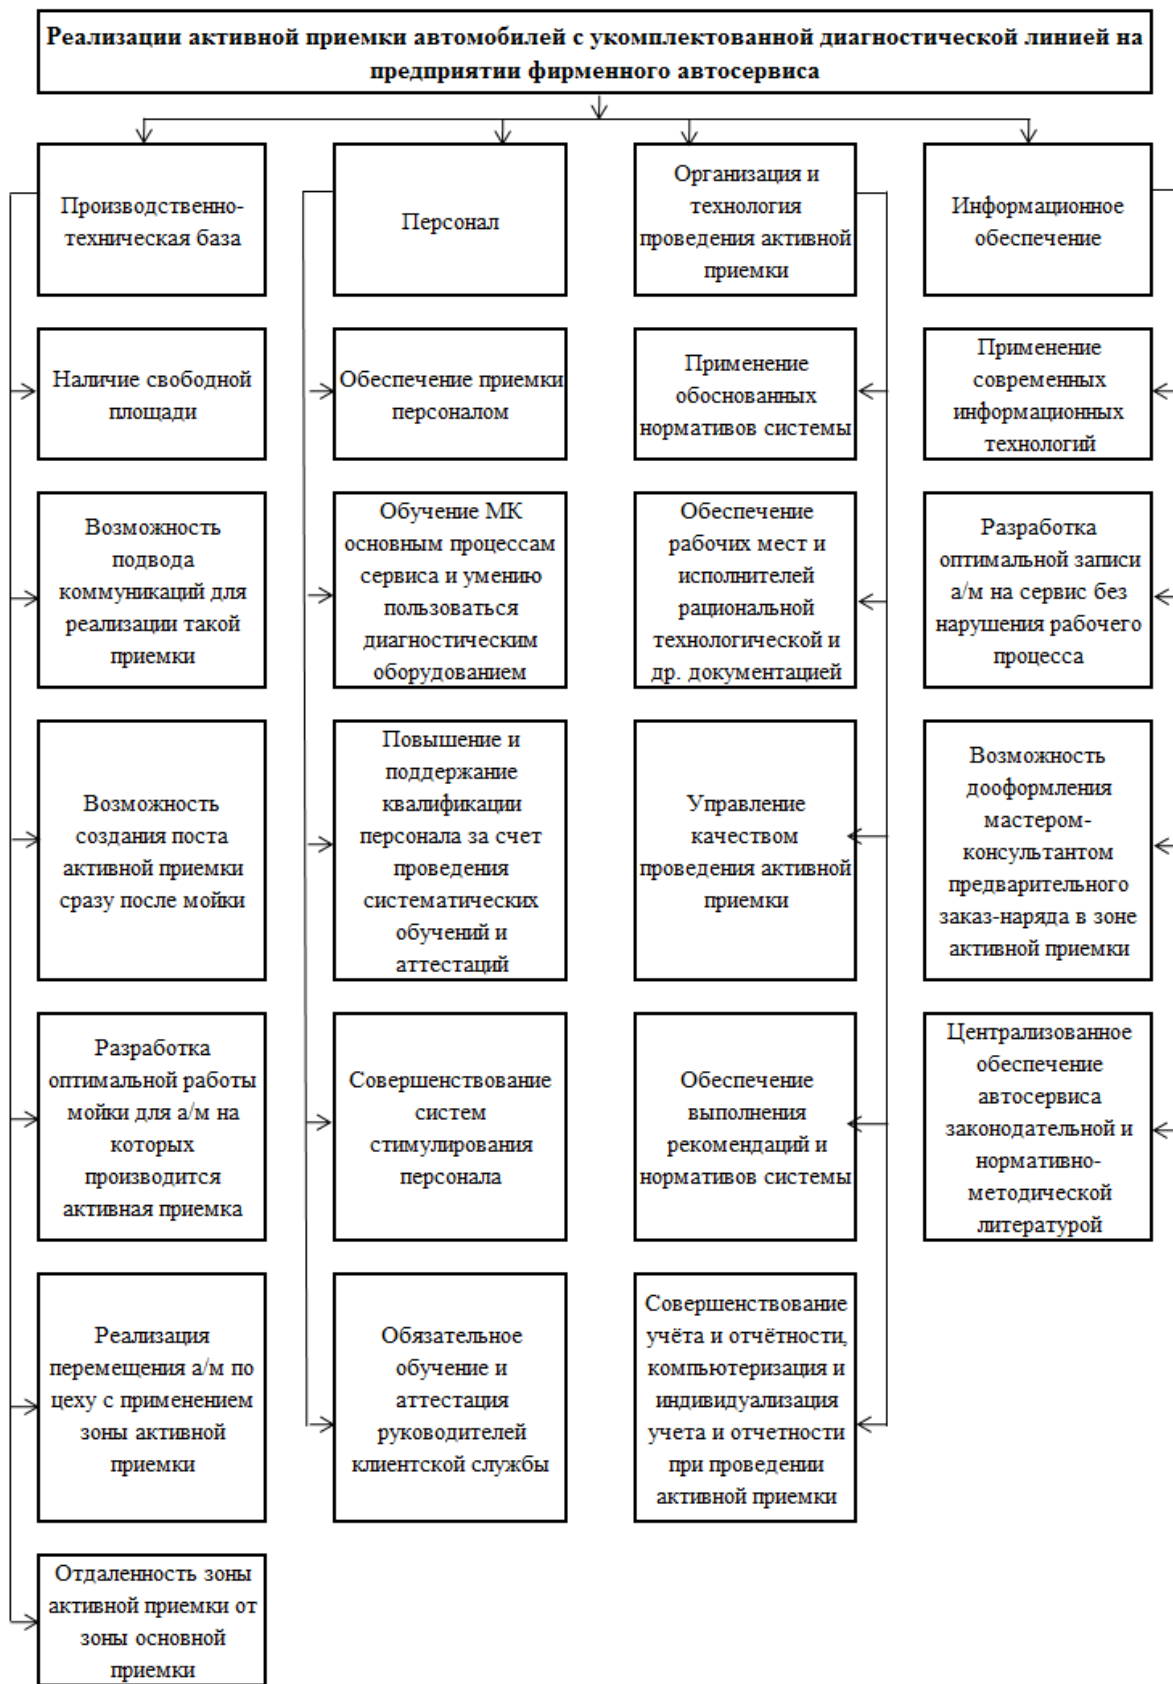 Реализации активной приемки автомобилей с укомплектованной диагностической линией на
предприятии фирменного автосервиса
Производственно-
техническая база
Персонал
Организация и
технология
проведения активной
приемки
Информационное
обеспечение
Наличие свободной
площади
Обеспечение приемки
персоналом
Применение
обоснованных
нормативов системы
Применение
современных
информационных
технологий
Возможность
подвода
коммуникаций для
реализации такой
приемки
Обучение МК
основным процессам
сервиса и умению
пользоваться
диагностическим
оборудованием
Обеспечение
рабочих мест и
исполнителей
рациональной
технологической и
др. документацией
Разработка
оптимальной записи
а/м на сервис без
нарушения рабочего
процесса
Возможность
создания поста
активной приемки
сразу после мойки
Повышение и
поддержание
квалификации
персонала за счет
проведения
систематических
обучений и
аттестаций
Управление
качеством
проведения активной
приемки
Возможность
дооформления
мастером-
консультантом
предварительного
заказ-наряда в зоне
активной приемки
Разработка
оптимальной работы
мойки для а/м на
которых
производится
активная приемка
Совершенствование
систем
стимулирования
персонала
Обеспечение
выполнения
рекомендаций и
нормативов системы
Централизованное
обеспечение
автосервиса
законодательной и
нормативно-
методической
литературой
Реализация
перемещения а/м по
цеху с применением
зоны активной
приемки
Обязательное
обучение и
аттестация
руководителей
клиентской службы
Совершенствование
учёта и отчётности,
компьютеризация и
индивидуализация
учета и отчетности
при проведении
активной приемки
Отдаленность зоны
активной приемки от
зоны основной
приемки